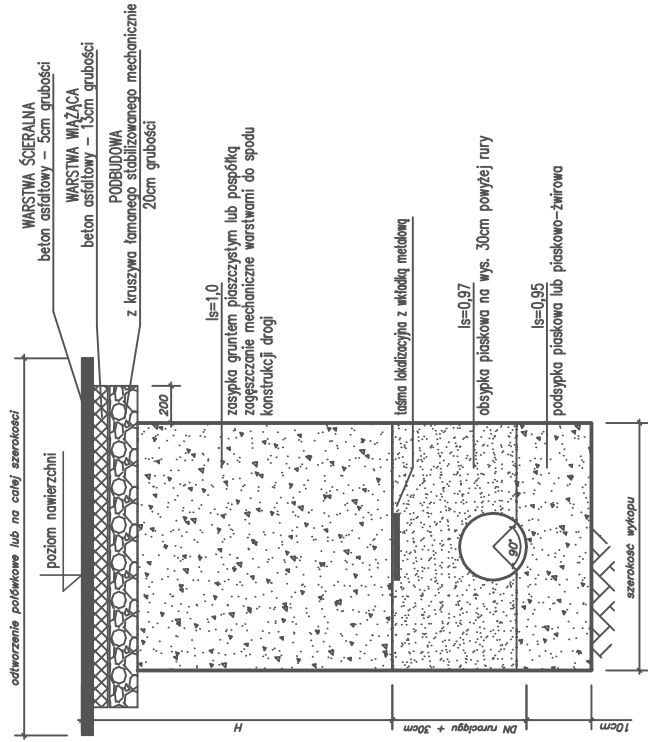 WARSTWA ŚCIERALNA
beton asfaltowy – 5cm grubości
WARSTWA WIĄŻĄCA
beton asfaltowy – 13cm grubości
PODBUDOWA
z kruszywa łamanego stabilizowanego mechanicznie
20cm grubości
odtworzenie połówkowe lub na całej szerokości
poziom nawierzchni
200
Is=1,0
zasypka gruntem piaszczystym lub pospółką
zagęszczanie mechaniczne warstwami do spodu
konstrukcji drogi
taśma lokalizacyjna z wkładką metalową
Is=0,97
obsypka piaskowa na wys. 30cm powyżej rury
Is=0,95
podsypka piaskowa lub piaskowo–żwirowa
90°
szerokość wykopu
H
DN rurociągu + 30cm
10cm